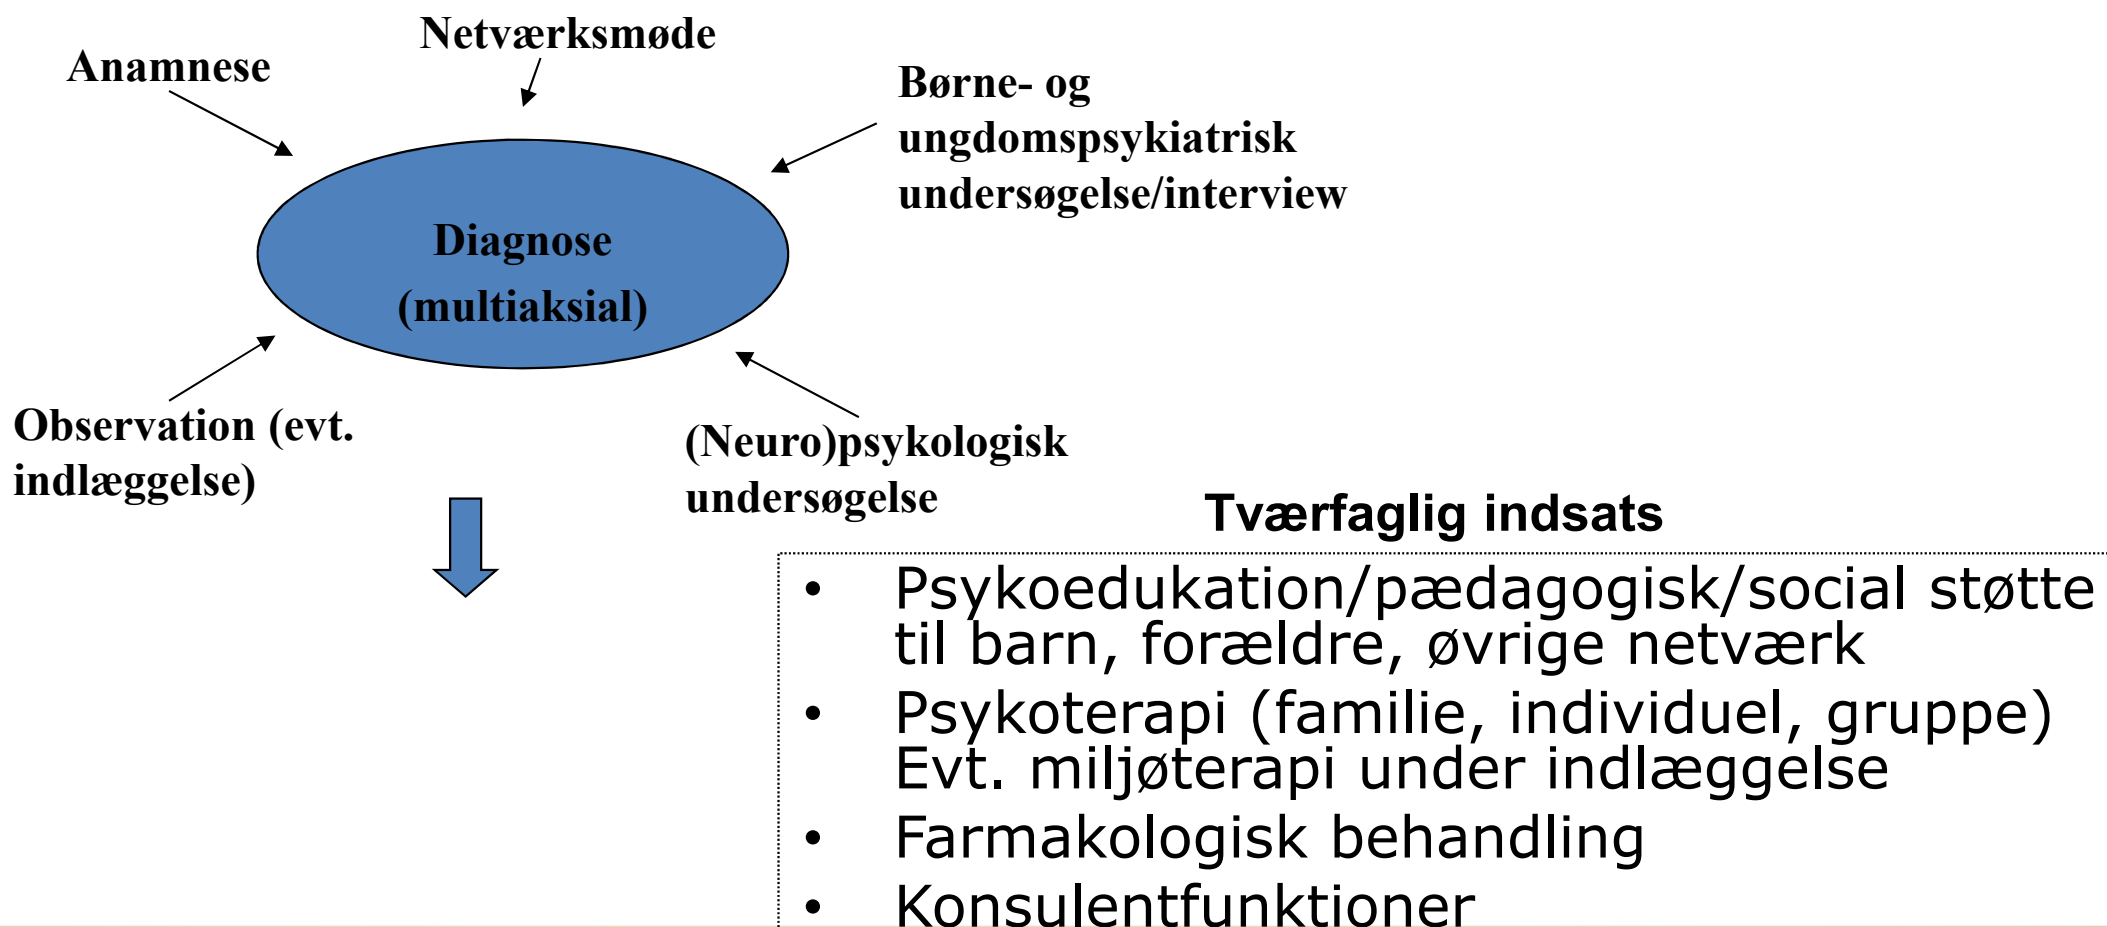 Netværksmøde
Anamnese
Børne- og
ungdomspsykiatrisk
undersøgelse/interview
Diagnose
(multiaksial)
Observation (evt.
indlæggelse)
(Neuro)psykologisk
undersøgelse
Tværfaglig indsats
• Psykoedukation/pædagogisk/social støtte
til barn, forældre, øvrige netværk
• Psykoterapi (familie, individuel, gruppe)
Evt. miljøterapi under indlæggelse
• Farmakologisk behandling
• Konsulentfunktioner